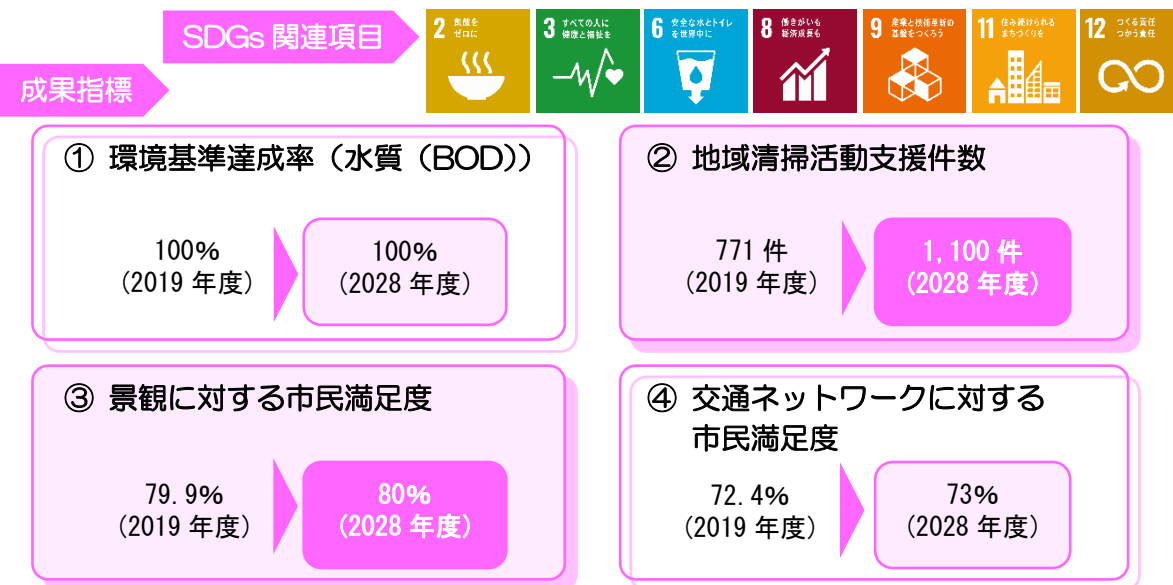 SDGs 関連項目
2 飢餓を
ゼロに
3 すべての人に
健康と福祉を
6 安全な水とトイレ
を世界中に
8 働きがいも
経済成長も
9 産業と技術革新の
基盤をつくろう
11 住み続けられる
まちづくりを
12 つくる責任
つかう責任
成果指標
① 環境基準達成率（水質（BOD））
100%
(2019 年度)
100%
(2028 年度)
② 地域清掃活動支援件数
771 件
(2019 年度)
1,100 件
(2028 年度)
③ 景観に対する市民満足度
79.9%
(2019 年度)
80%
(2028 年度)
④ 交通ネットワークに対する
市民満足度
72.4%
(2019 年度)
73%
(2028 年度)